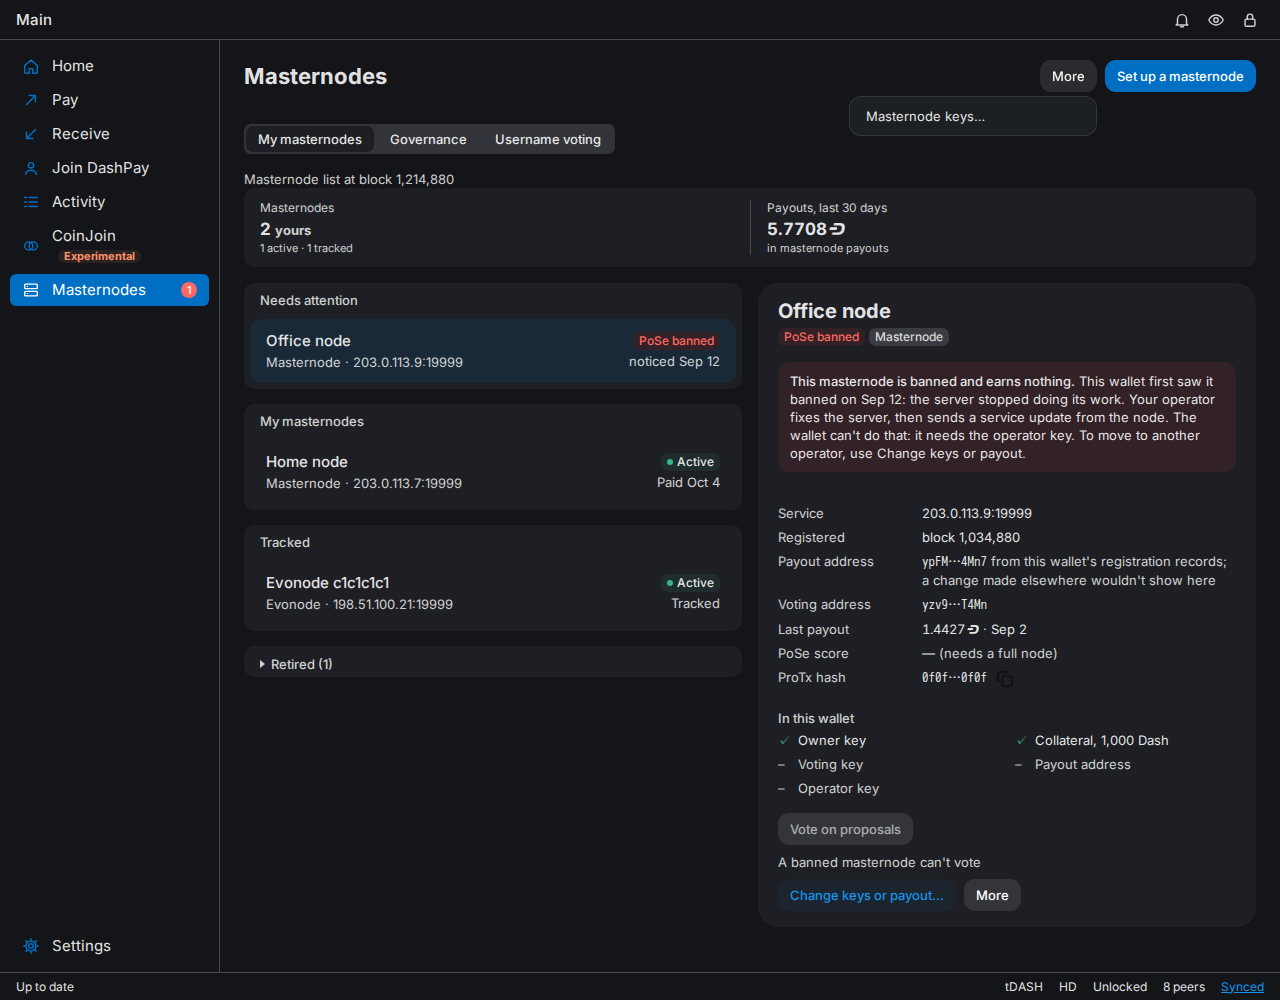 Main
Home
Pay
Receive
Join DashPay
Activity
CoinJoin
Experimental
Masternodes 1
Settings
Masternodes
More
Set up a masternode
Masternode keys...
My masternodes
Governance
Username voting
Masternode list at block 1,214,880
Masternodes
2 yours
1 active · 1 tracked
Payouts, last 30 days
5.7708
in masternode payouts
Needs attention
Office node
PoSe banned
Masternode · 203.0.113.9:19999
noticed Sep 12
My masternodes
Home node
Active
Masternode · 203.0.113.7:19999
Paid Oct 4
Tracked
Evonode c1c1c1c1
Active
Evonode · 198.51.100.21:19999
Tracked
Retired (1)
Office node
PoSe banned
Masternode
This masternode is banned and earns nothing. This wallet first saw it
banned on Sep 12: the server stopped doing its work. Your operator
fixes the server, then sends a service update from the node. The
wallet can't do that: it needs the operator key. To move to another
operator, use Change keys or payout.
Service 203.0.113.9:19999
Registered block 1,034,880
Payout address ypFM···4Mn7 from this wallet's registration records;
a change made elsewhere wouldn't show here
Voting address yzv9···T4Mn
Last payout 1.4427 · Sep 2
PoSe score — (needs a full node)
ProTx hash 0f0f···0f0f
In this wallet
✓ Owner key
✓ Collateral, 1,000 Dash
– Voting key
– Payout address
– Operator key
Vote on proposals
A banned masternode can't vote
Change keys or payout...
More
Up to date
tDASH
HD
Unlocked
8 peers
Synced